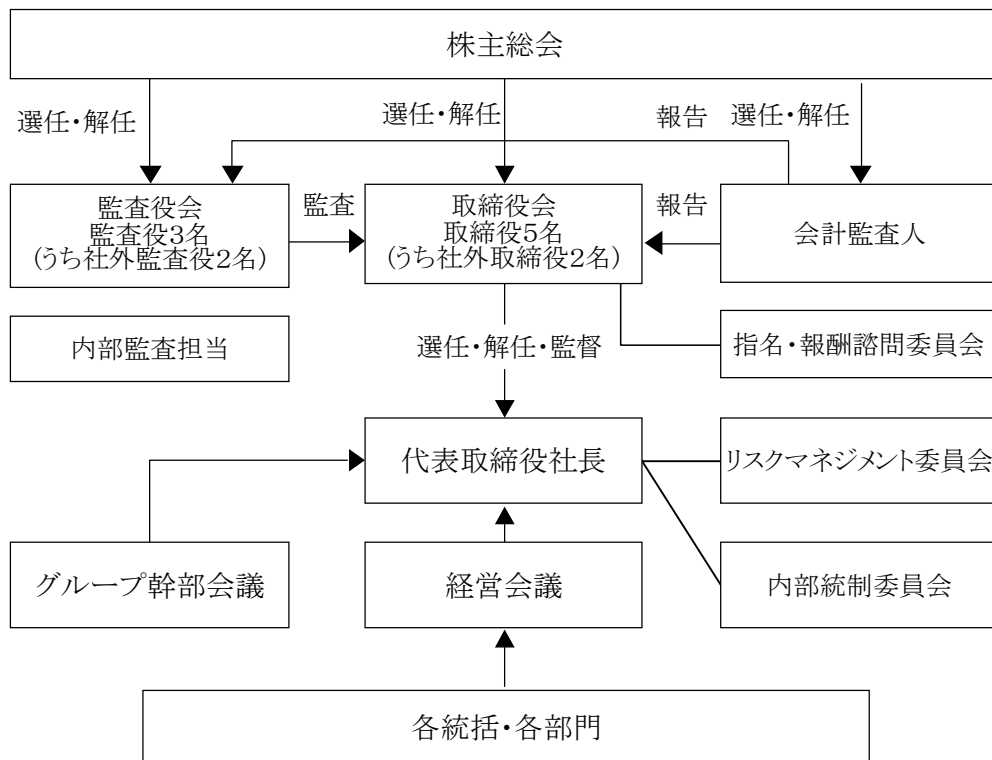 株主総会
選任・解任
選任・解任
報告
選任・解任
監査役会
監査役3名
(うち社外監査役2名)
監査
取締役会
取締役5名
(うち社外取締役2名)
報告
会計監査人
内部監査担当
選任・解任・監督
指名・報酬諮問委員会
代表取締役社長
リスクマネジメント委員会
グループ幹部会議
経営会議
内部統制委員会
各統括・各部門